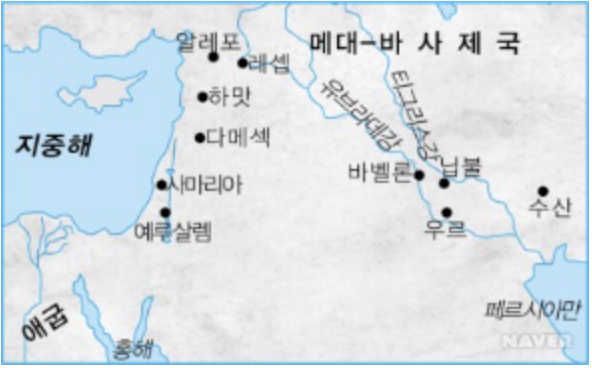 알레포
메대-바 사 제 국
레셉
하맛
유브라데강
티그리스강
다메섹
지중해
바벨론
닙불
사마리아
수산
예루살렘
우르
페르시아만
애굽
홍해
NAVER